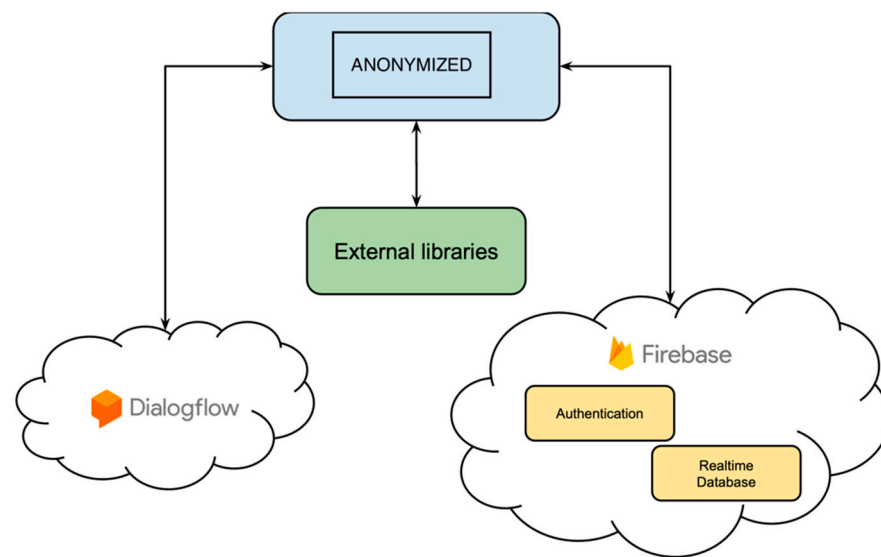 ANONYMIZED
External libraries
Firebase
Dialogflow
Authentication
Realtime
Database